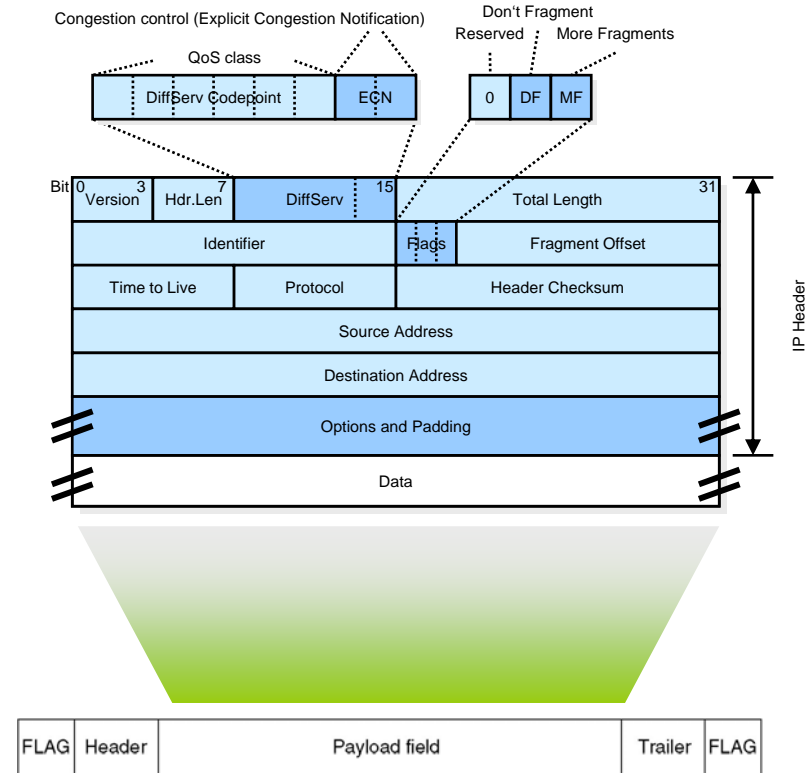 Congestion control (Explicit Congestion Notification)
Don't Fragment
Reserved
More Fragments
QoS class
DiffServ Codepoint
ECN
0
DF
MF
Bit
0
3
7
15
31
Version
Hdr.Len
DiffServ
Total Length
Identifier
Flags
Fragment Offset
Time to Live
Protocol
Header Checksum
Source Address
Destination Address
Options and Padding
Data
IP Header
FLAG
Header
Payload field
Trailer
FLAG